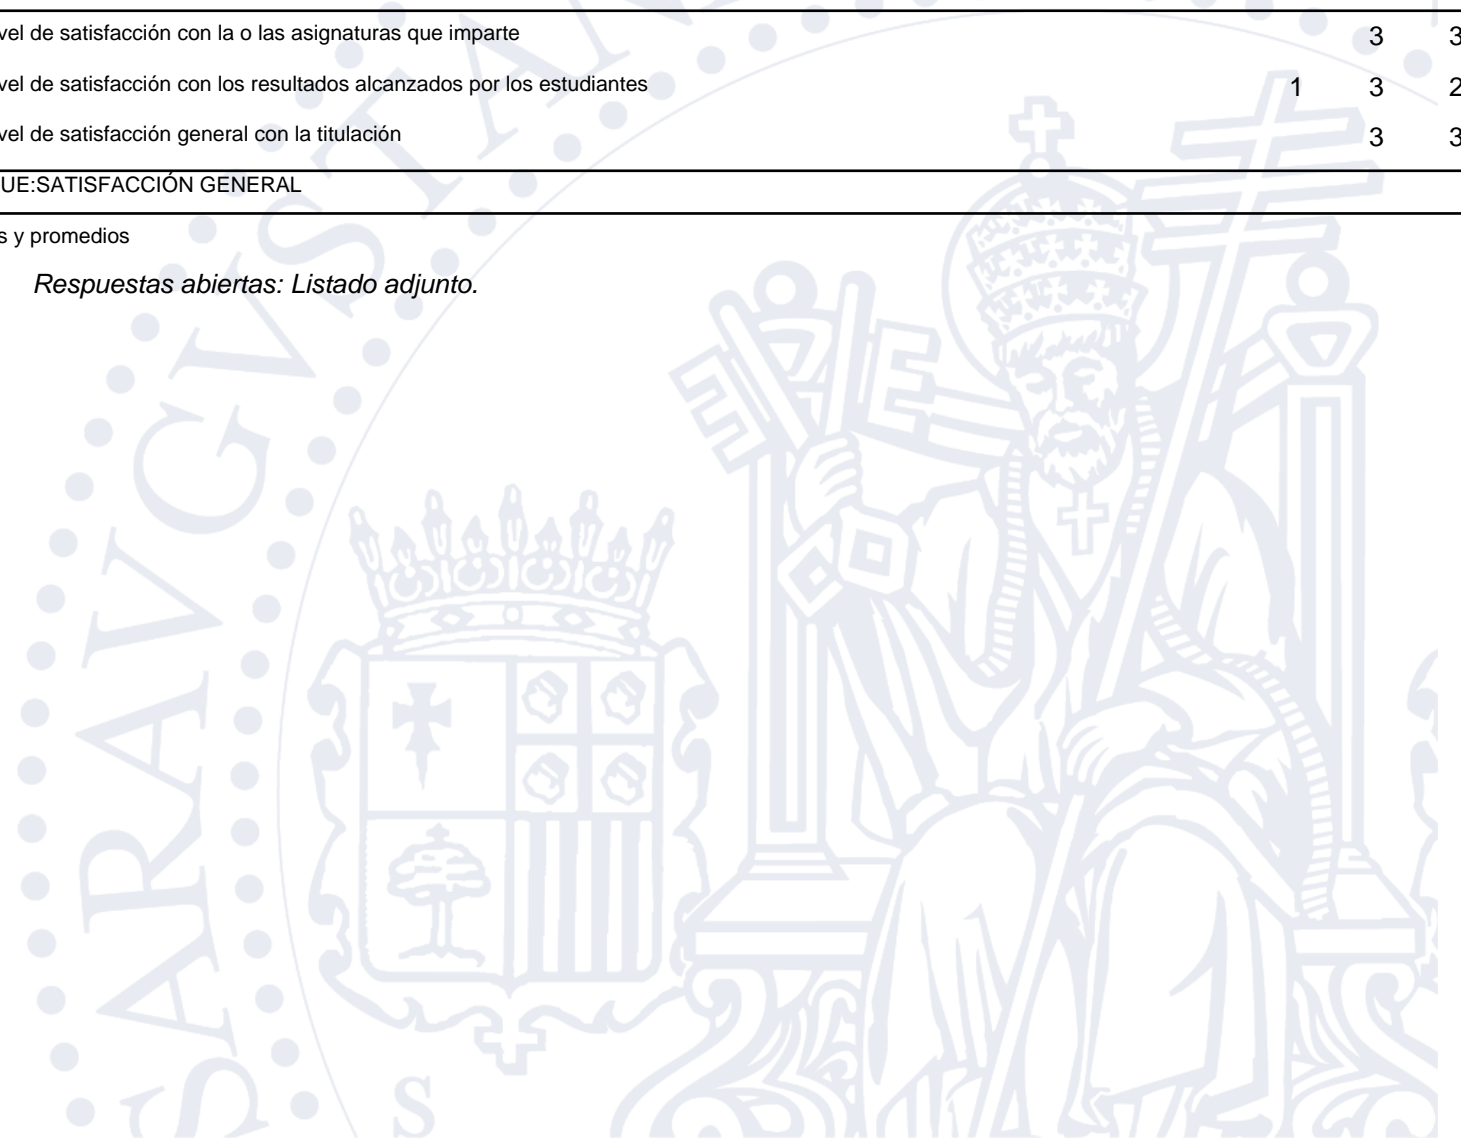 vel de satisfacción con la o las asignaturas que imparte 3 3
vel de satisfacción con los resultados alcanzados por los estudiantes 1 3 2
vel de satisfacción general con la titulación 3 3
UE:SATISFACCIÓN GENERAL
s y promedios
Respuestas abiertas: Listado adjunto.
SARAVGVSTAN
S